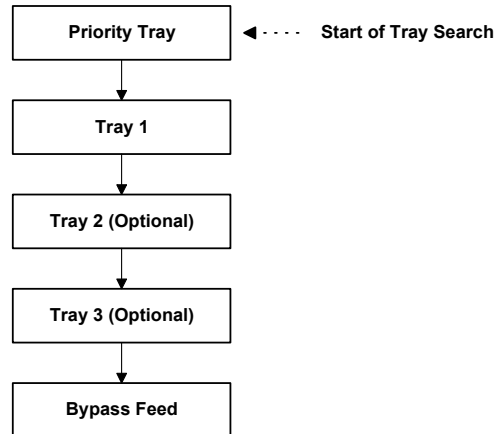 Priority Tray
Start of Tray Search
Tray 1
Tray 2 (Optional)
Tray 3 (Optional)
Bypass Feed